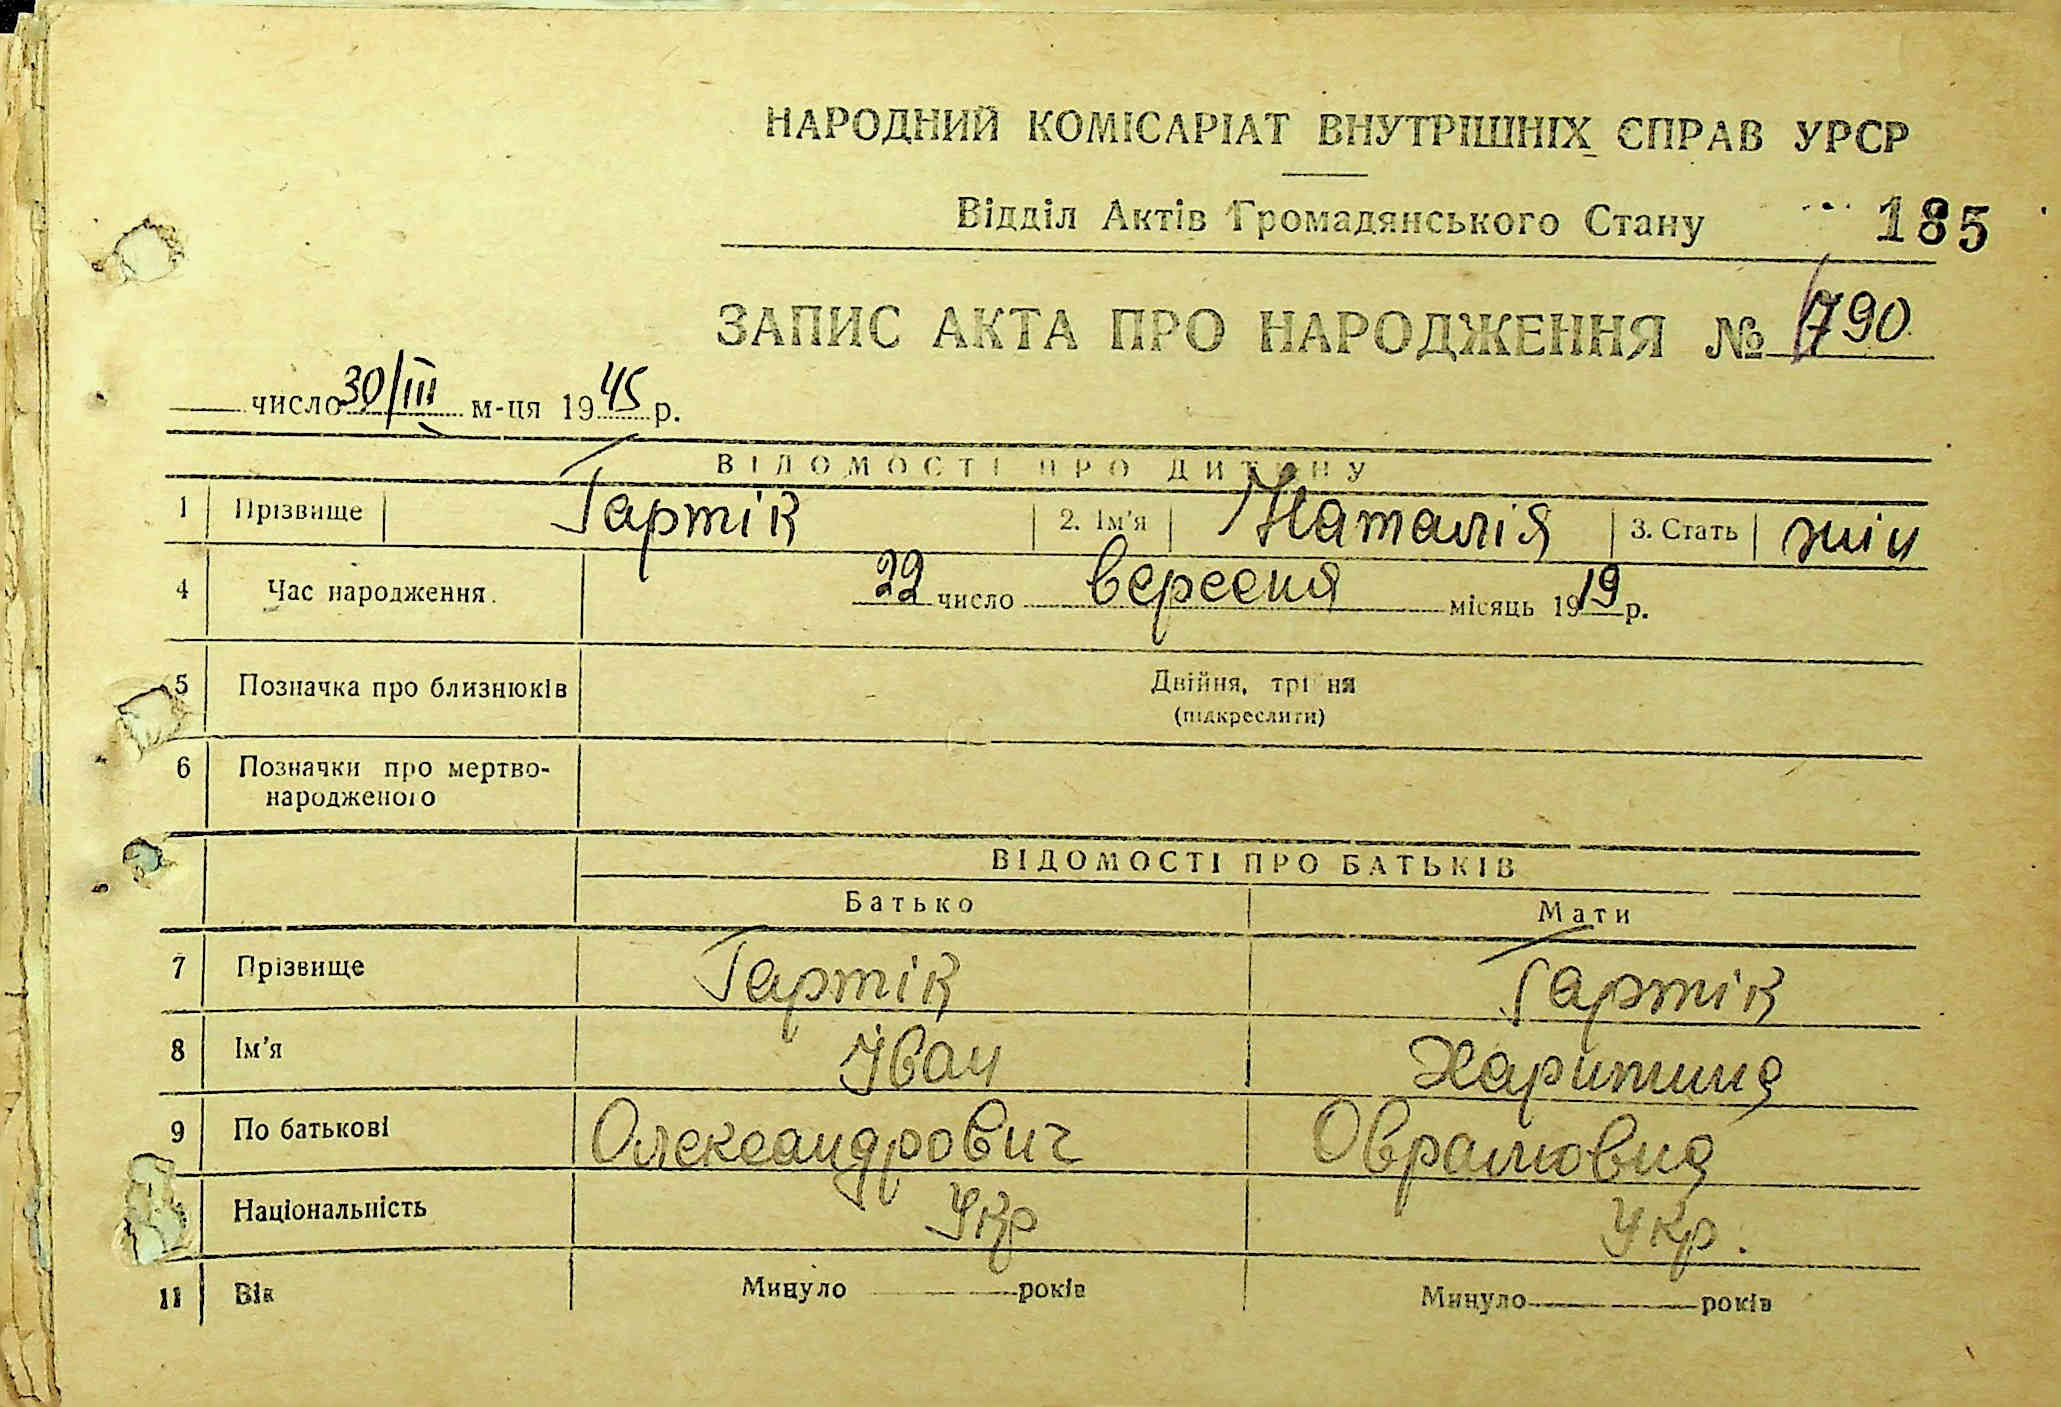 НАРОДНИЙ КОМІСАРІАТ ВНУТРІШНІХ СПРАВ УРСР
Відділ Актів Громадянського Стану
185
ЗАПИС АКТА ПРО НАРОДЖЕННЯ № 790
число 30/III м-ця 1945 р.
ВІДОМОСТІ ПРО ДИТИНУ
1 Прізвище Гартік 2. Ім'я Наталія 3. Стать жін
4 Час народження. 22 число вересня місяць 1919 р.
5 Позначка про близнюків Двійня, трійня
(підкреслити)
6 Позначки про мертво-
народженого
ВІДОМОСТІ ПРО БАТЬКІВ
Батько Мати
7 Прізвище Гартік Гартік
8 Ім'я Іван Харитина
9 По батькові Олександрович Оврамовна
Національність Укр Укр.
11 Вік Минуло років Минуло років